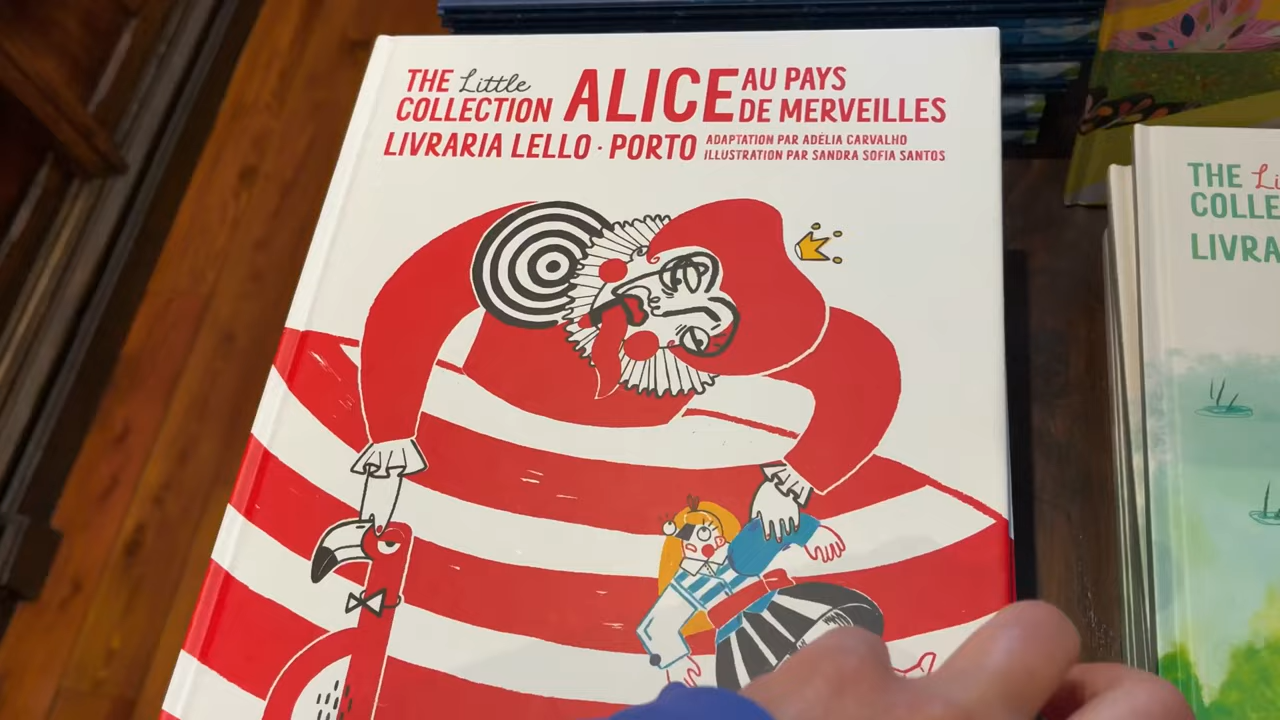 THE Little
COLLECTION
ALICE AU PAYS
DE MERVEILLES
LIVRARIA LELLO · PORTO
ADAPTATION PAR ADÉLIA CARVALHO
ILLUSTRATION PAR SANDRA SOFIA SANTOS
THE Li
COLLE
LIVRA